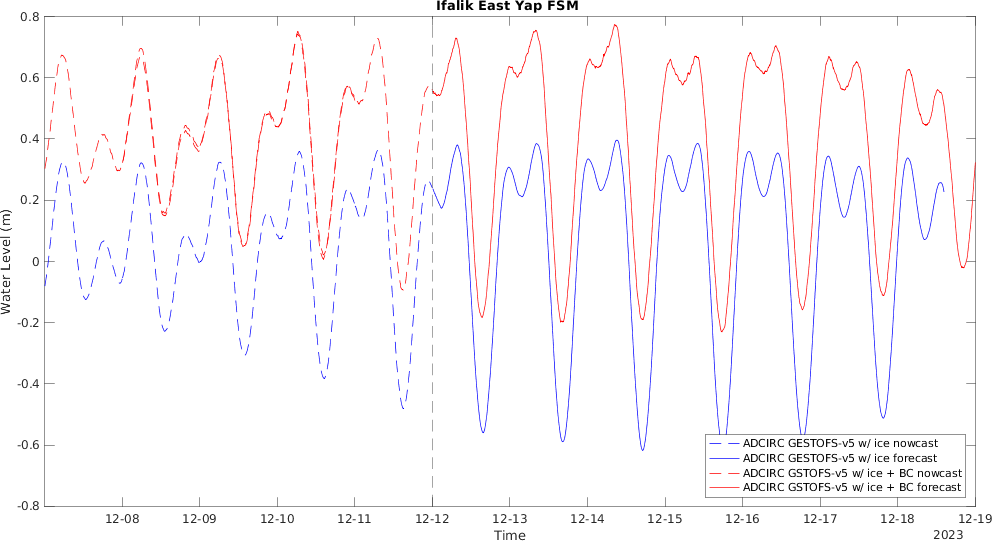 Ifalik East Yap FSM
0.8
0.6
0.4
0.2
0
-0.2
-0.4
-0.6
-0.8
Water Level (m)
ADCIRC GESTOFS-v5 w/ ice nowcast
ADCIRC GESTOFS-v5 w/ ice forecast
ADCIRC GSTOFS-v5 w/ ice + BC nowcast
ADCIRC GSTOFS-v5 w/ ice + BC forecast
12-08 12-09 12-10 12-11 12-12 12-13 12-14 12-15 12-16 12-17 12-18 12-19
Time
2023